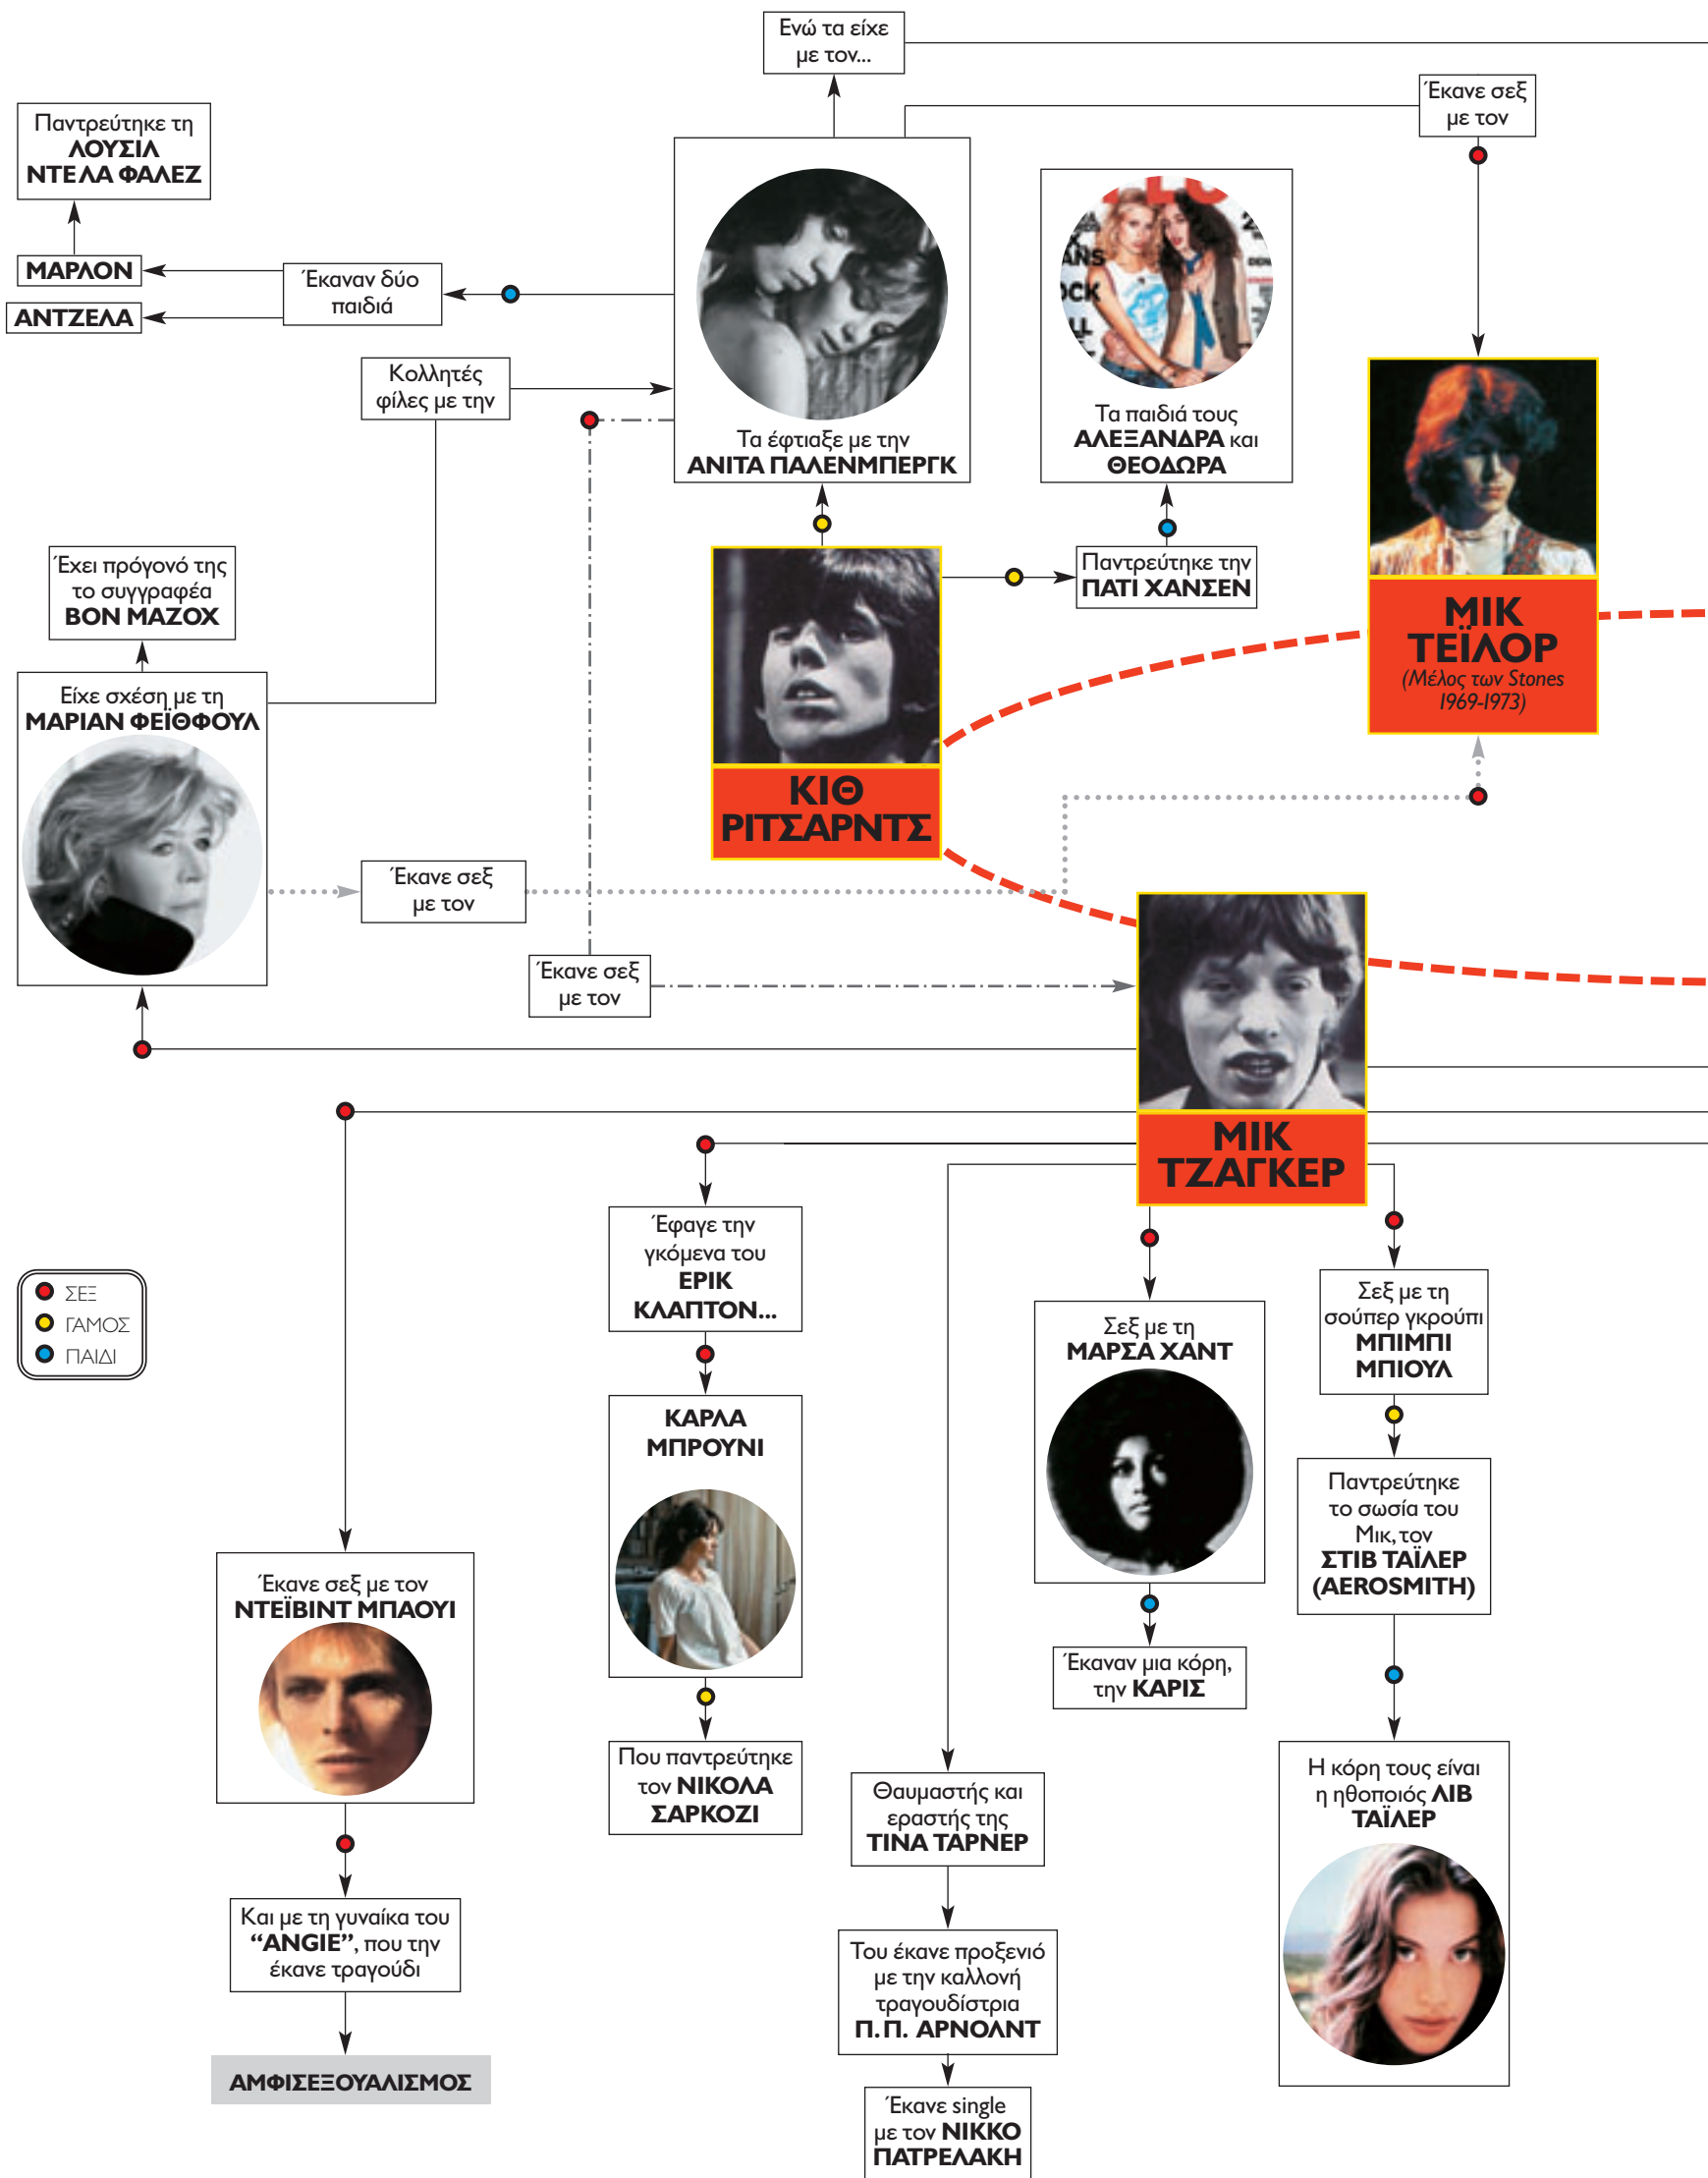 Ενώ τα είχε
με τον...
Έκανε σεξ
με τον
Παντρεύτηκε τη
ΛΟΥΣΙΛ
ΝΤΕ ΛΑ ΦΑΛΕΖ
ΜΑΡΛΟΝ
ΑΝΤΖΕΛΑ
Έκαναν δύο
παιδιά
Κολλητές
φίλες με την
Τα έφτιαξε με την
ΑΝΙΤΑ ΠΑΛΕΝΜΠΕΡΓΚ
ANS
OCK
LL
Τα παιδιά τους
ΑΛΕΞΑΝΔΡΑ και
ΘΕΟΔΩΡΑ
Παντρεύτηκε την
ΠΑΤΙ ΧΑΝΣΕΝ
ΜΙΚ
ΤΕΪΛΟΡ
(Μέλος των Stones
1969-1973)
Έχει πρόγονό της
το συγγραφέα
ΒΟΝ ΜΑΖΟΧ
Είχε σχέση με τη
ΜΑΡΙΑΝ ΦΕΪΘΦΟΥΛ
ΚΙΘ
ΡΙΤΣΑΡΝΤΣ
Έκανε σεξ
με τον
Έκανε σεξ
με τον
ΜΙΚ
ΤΖΑΓΚΕΡ
ΣΕΞ
ΓΑΜΟΣ
ΠΑΙΔΙ
Έφαγε την
γκόμενα του
ΕΡΙΚ
ΚΛΑΠΤΟΝ...
ΚΑΡΛΑ
ΜΠΡΟΥΝΙ
Που παντρεύτηκε
τον ΝΙΚΟΛΑ
ΣΑΡΚΟΖΙ
Σεξ με τη
ΜΑΡΣΑ ΧΑΝΤ
Έκαναν μια κόρη,
την ΚΑΡΙΣ
Σεξ με τη
σούπερ γκρούπι
ΜΠΙΜΠΙ
ΜΠΙΟΥΛ
Παντρεύτηκε
το σωσία του
Μικ, τον
ΣΤΙΒ ΤΑΪΛΕΡ
(AEROSMITH)
Η κόρη τους είναι
η ηθοποιός ΛΙΒ
ΤΑΪΛΕΡ
Έκανε σεξ με τον
ΝΤΕΪΒΙΝΤ ΜΠΑΟΥΙ
Και με τη γυναίκα του
“ANGIE”, που την
έκανε τραγούδι
ΑΜΦΙΣΕΞΟΥΑΛΙΣΜΟΣ
Θαυμαστής και
εραστής της
ΤΙΝΑ ΤΑΡΝΕΡ
Του έκανε προξενιό
με την καλλονή
τραγουδίστρια
Π.Π. ΑΡΝΟΛΝΤ
Έκανε single
με τον ΝΙΚΚΟ
ΠΑΤΡΕΛΑΚΗ